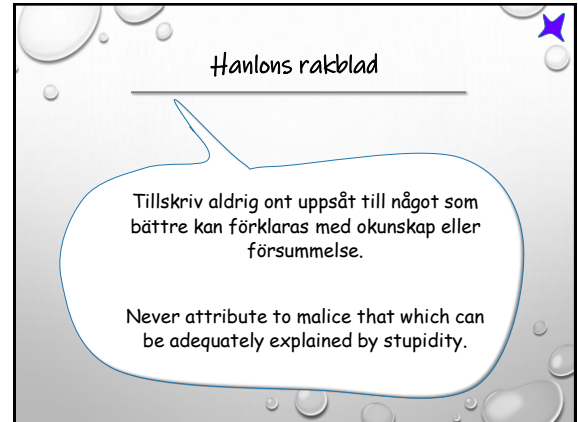 Hanlons rakblad
Tillskriv aldrig ont uppsåt till något som
bättre kan förklaras med okunskap eller
försummelse.
Never attribute to malice that which can
be adequately explained by stupidity.